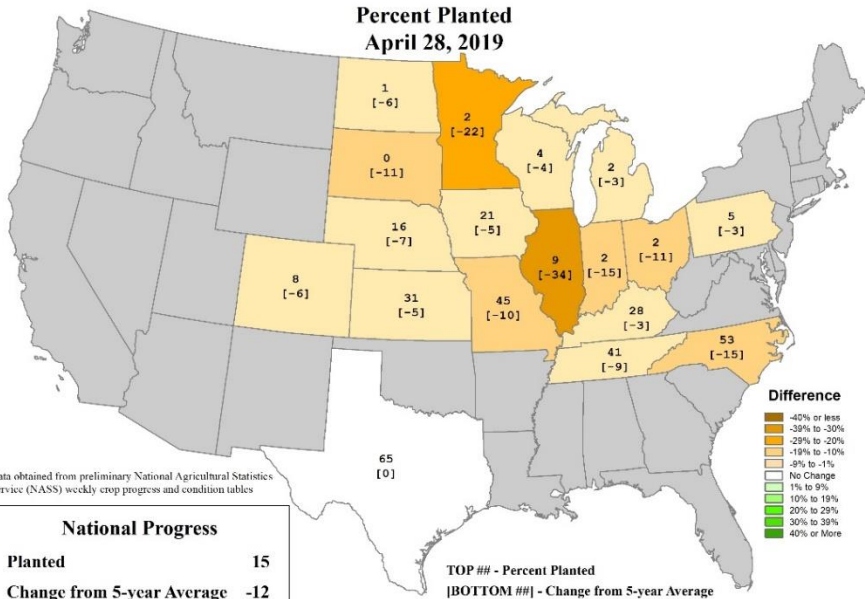 Percent Planted
April 28, 2019
1
[-6]
2
[-22]
0
[-11]
4
[-4]
2
[-3]
16
[-7]
21
[-5]
5
[-3]
8
[-6]
31
[-5]
45
[-10]
9
[-34]
2
[-15]
2
[-11]
28
[-3]
41
[-9]
53
[-15]
65
[0]
Difference
-40% or less
-39% to -30%
-29% to -20%
-19% to -10%
-9% to -1%
No Change
1% to 9%
10% to 19%
20% to 29%
30% to 39%
40% or More
ata obtained from preliminary National Agricultural Statistics
ervice (NASS) weekly crop progress and condition tables
National Progress
Planted 15
Change from 5-year Average -12
TOP ## - Percent Planted
[BOTTOM ##] - Change from 5-year Average